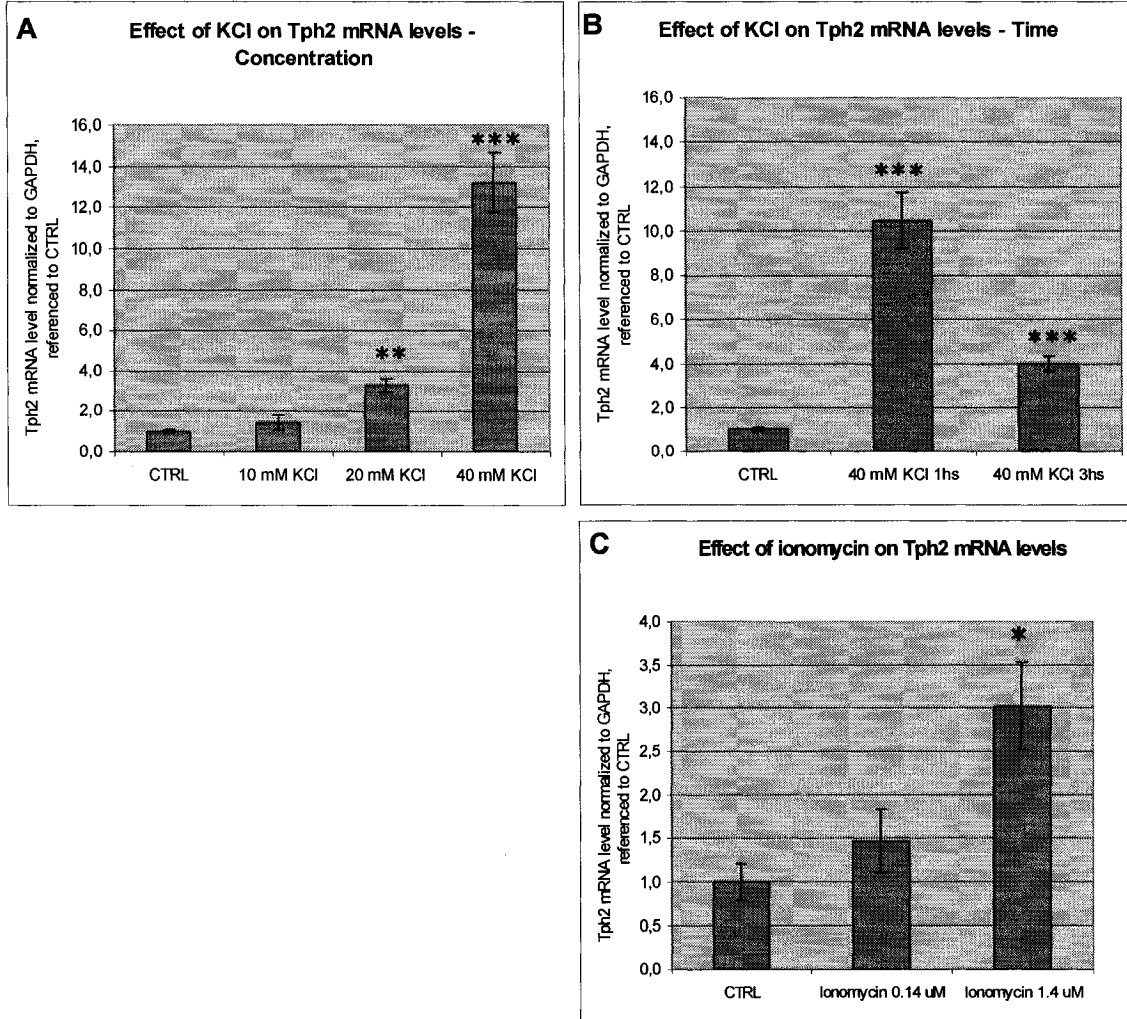 A
Effect of KCl on Tph2 mRNA levels -
Concentration
Tph2 mRNA level normalized to GAPDH,
referenced to CTRL
16,0
14,0
12,0
10,0
8,0
6,0
4,0
2,0
0,0
***
**
CTRL 10 mM KCl 20 mM KCl 40 mM KCl
B
Effect of KCl on Tph2 mRNA levels - Time
Tph2 mRNA level normalized to GAPDH,
referenced to CTRL
16,0
14,0
12,0
10,0
8,0
6,0
4,0
2,0
0,0
***
***
CTRL 40 mM KCl 1hs 40 mM KCl 3hs
C
Effect of ionomycin on Tph2 mRNA levels
Tph2 mRNA level normalized to GAPDH,
referenced to CTRL
4,0
3,5
3,0
2,5
2,0
1,5
1,0
0,5
0,0
*
CTRL Ionomycin 0.14 uM Ionomycin 1.4 uM